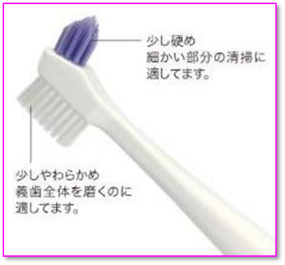 少し硬め
細かい部分の清掃に
適してます。
少しやわらかめ
義歯全体を磨くのに
適してます。